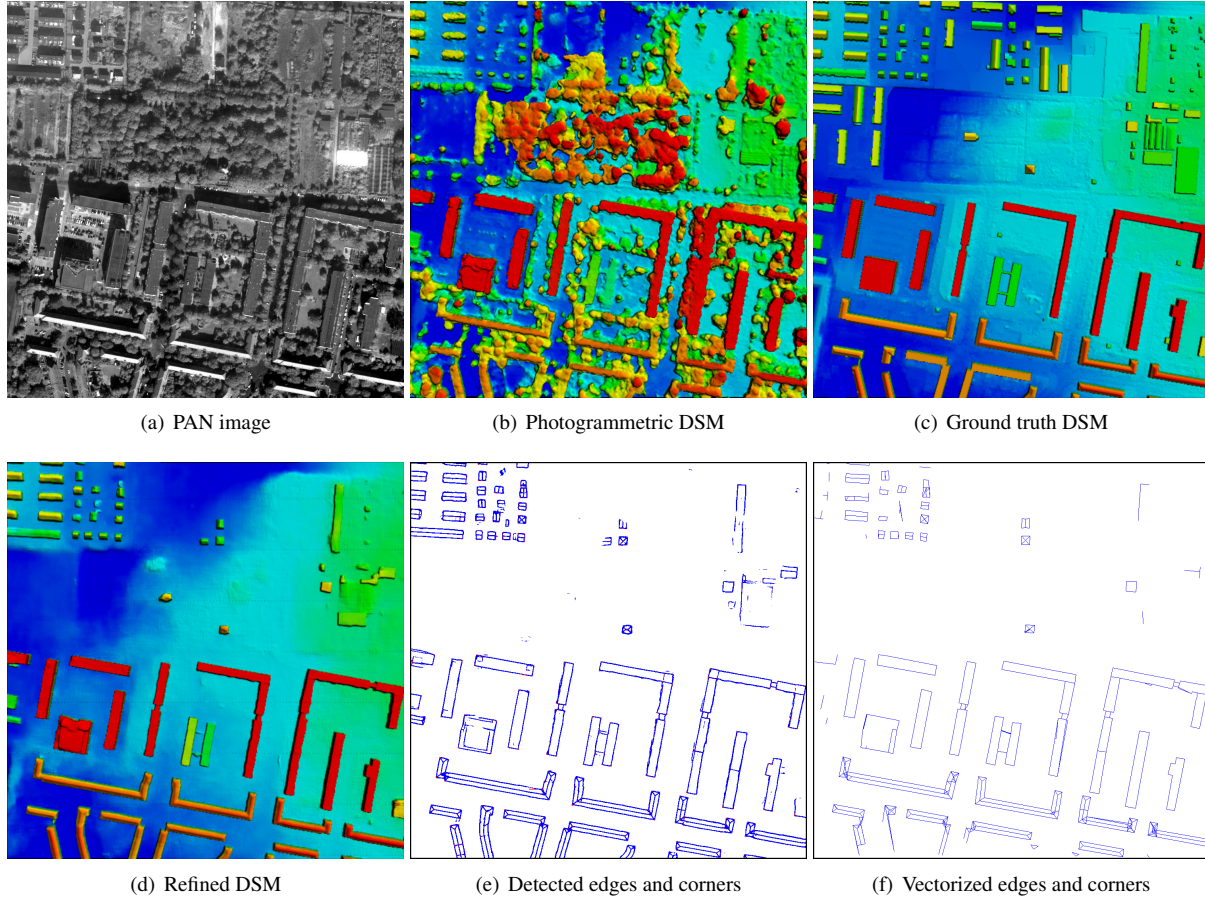 (a) PAN image
(b) Photogrammetric DSM
(c) Ground truth DSM
(d) Refined DSM
(e) Detected edges and corners
(f) Vectorized edges and corners